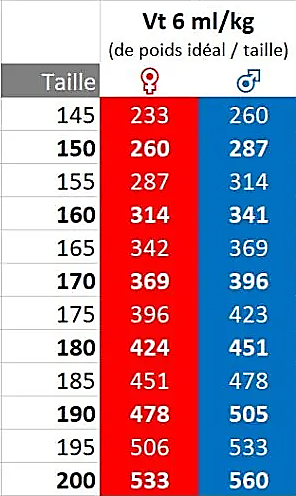 Vt 6 ml/kg
(de poids idéal / taille)
Taille ♀ ♂
145 233 260
150 260 287
155 287 314
160 314 341
165 342 369
170 369 396
175 396 423
180 424 451
185 451 478
190 478 505
195 506 533
200 533 560